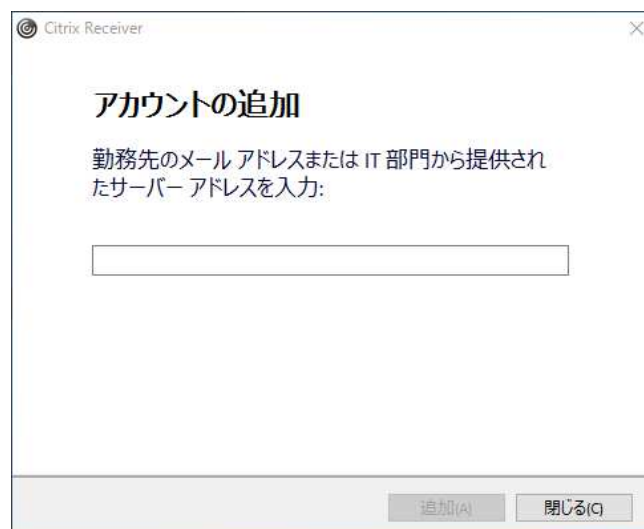 Citrix Receiver
アカウントの追加
勤務先のメール アドレスまたは IT 部門から提供され
たサーバー アドレスを入力:
追加(A)
閉じる(C)